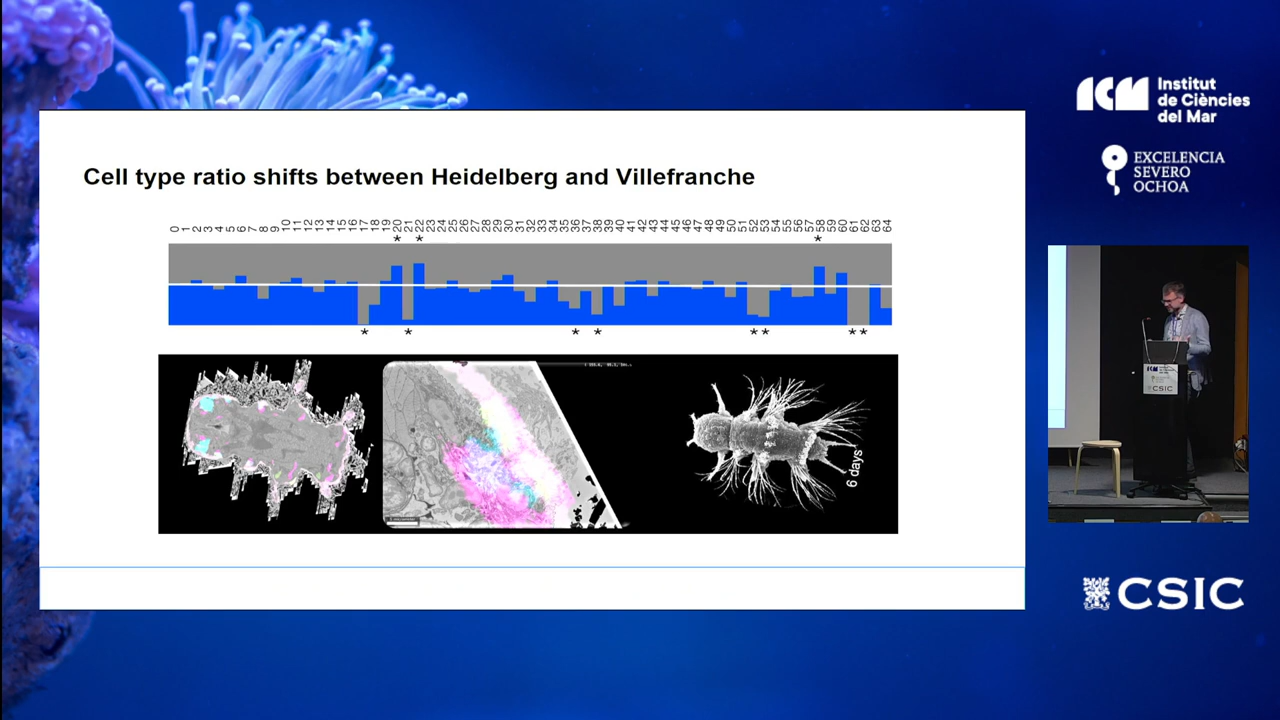 Institut
de Ciències
del Mar
EXCELENCIA
SEVERO
OCHOA
Cell type ratio shifts between Heidelberg and Villefranche
0 1 2 3 4 5 6 7 8 9 10 11 12 13 14 15 16 17 18 19 20 21 22 23 24 25 26 27 28 29 30 31 32 33 34 35 36 37 38 39 40 41 42 43 44 45 46 47 48 49 50 51 52 53 54 55 56 57 58 59 60 61 62 63 64
* * *
* * * * * * * *
6 days
CSIC
CSIC